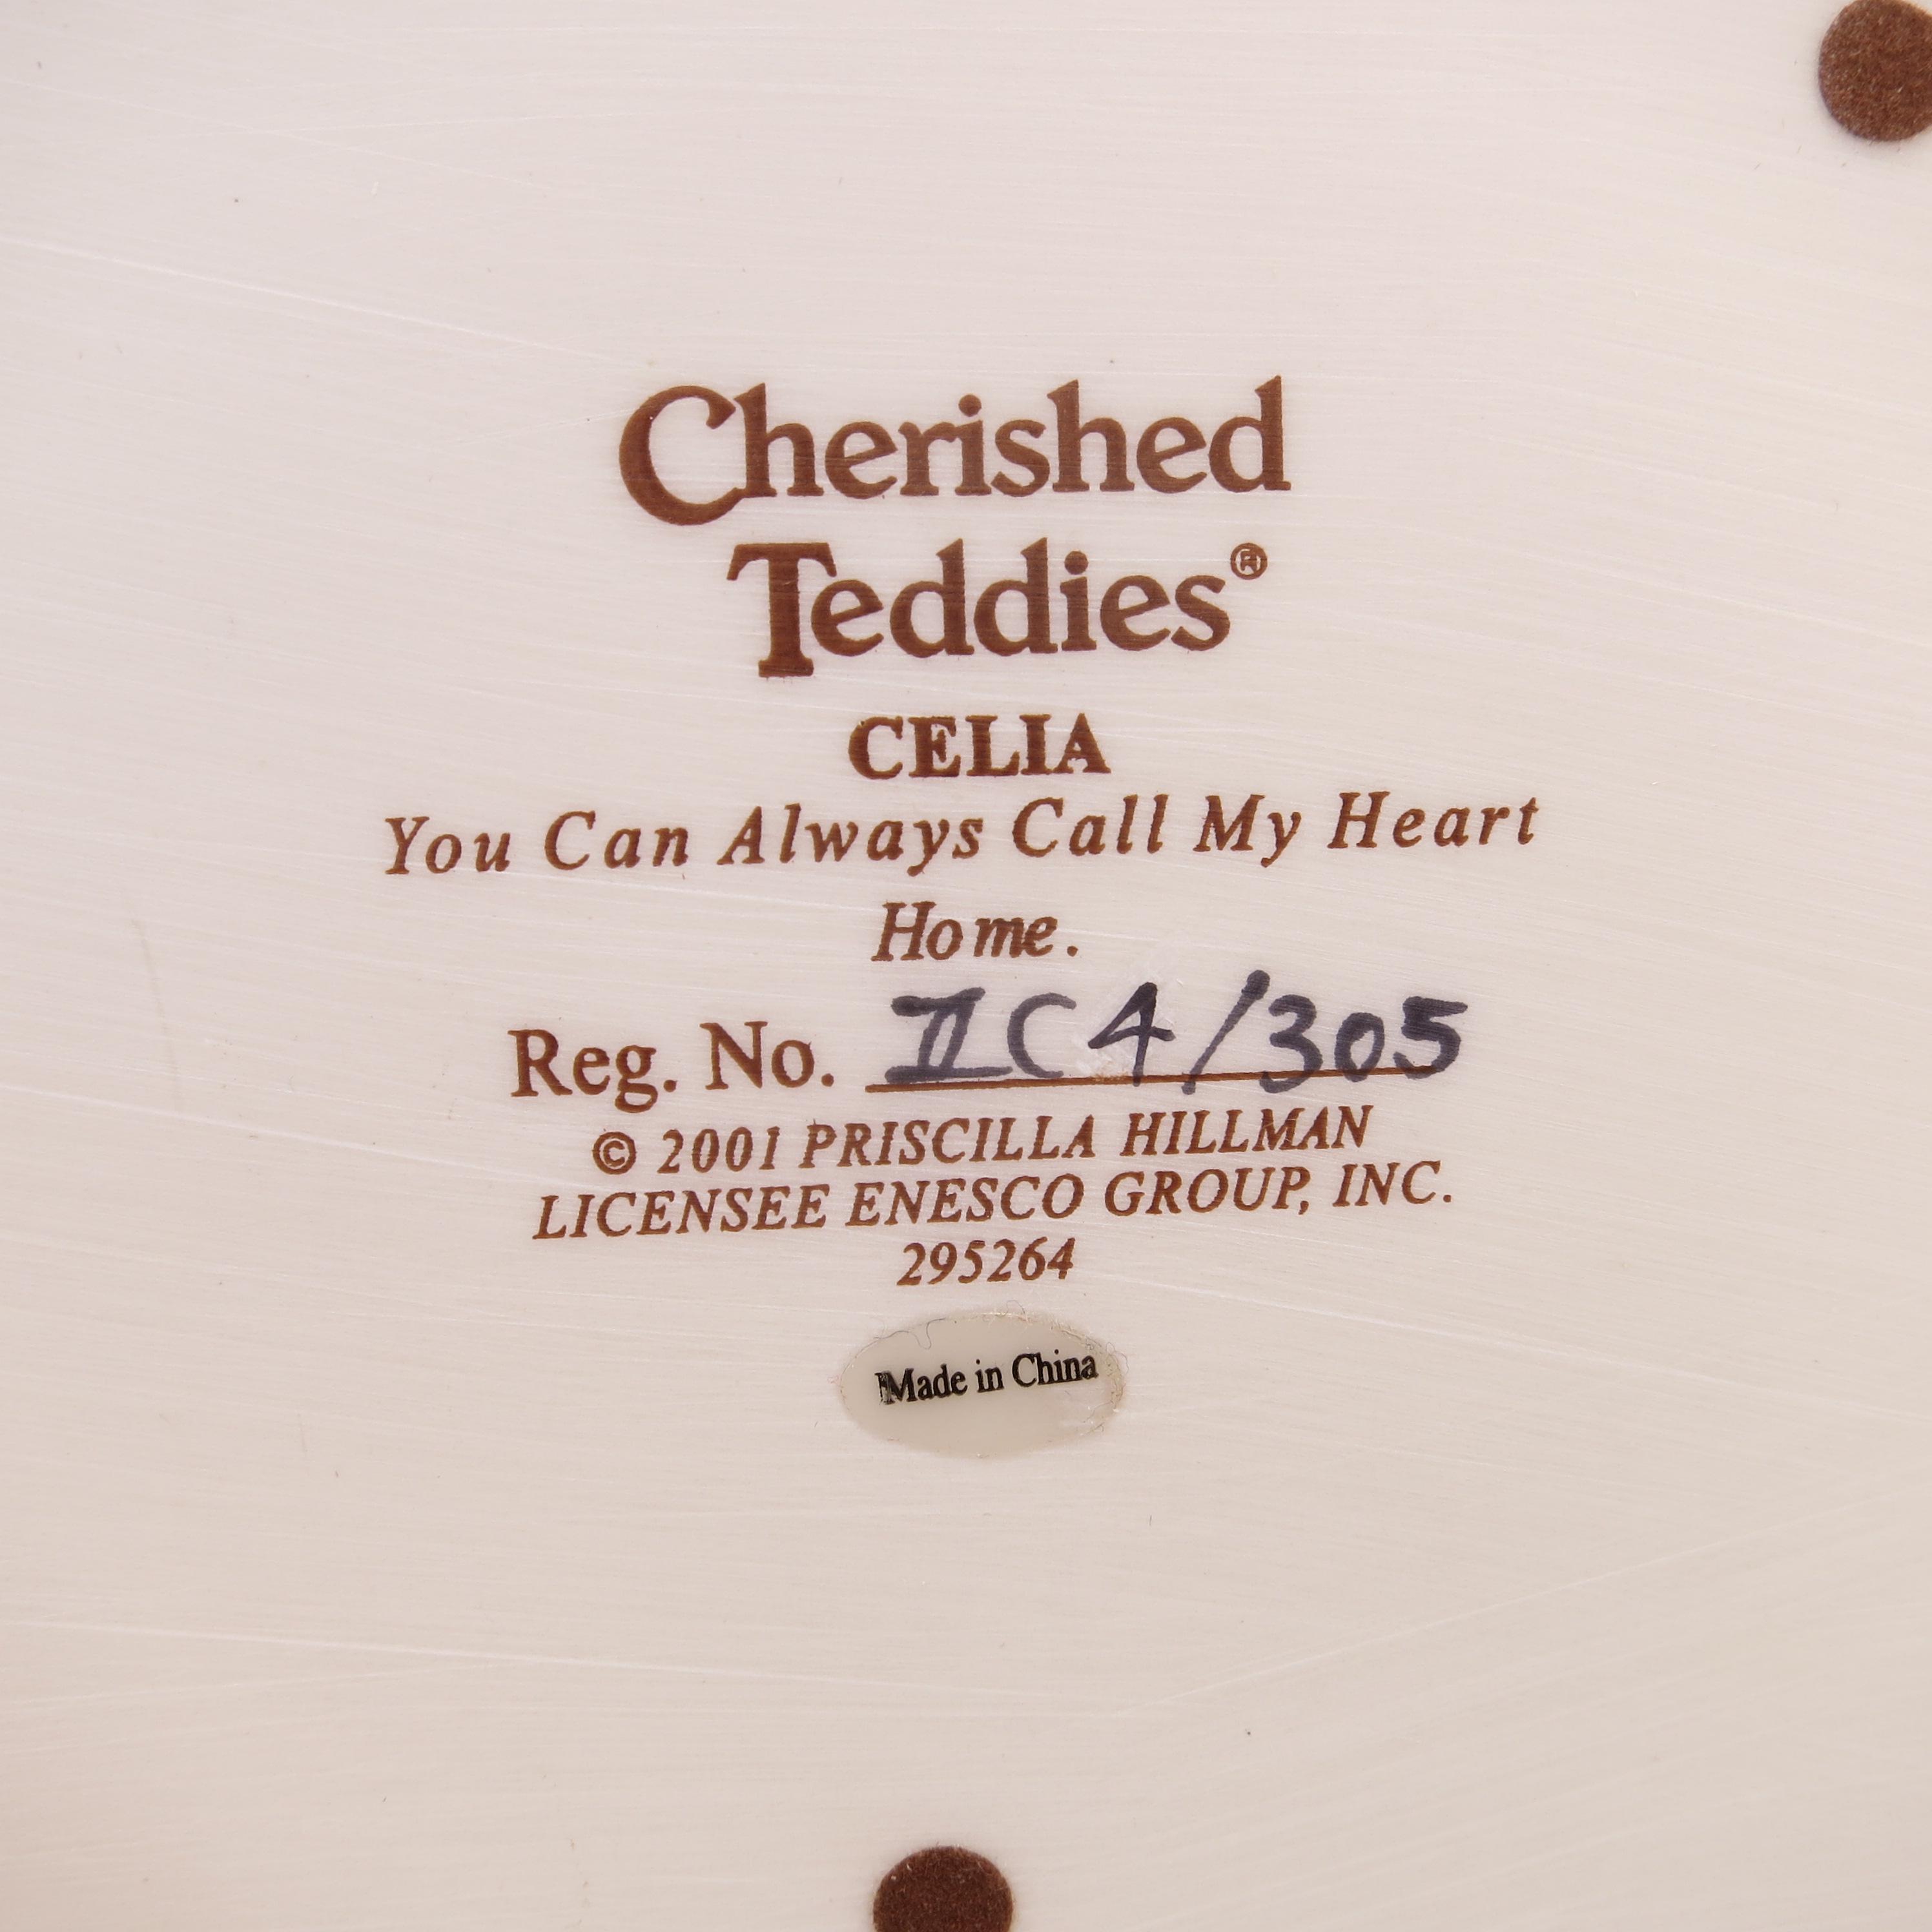 Cherished
Teddies®
CELIA
You Can Always Call My Heart
Home.
Reg. No. IIC4/305
© 2001 PRISCILLA HILLMAN
LICENSEE ENESCO GROUP, INC.
295264
Made in China